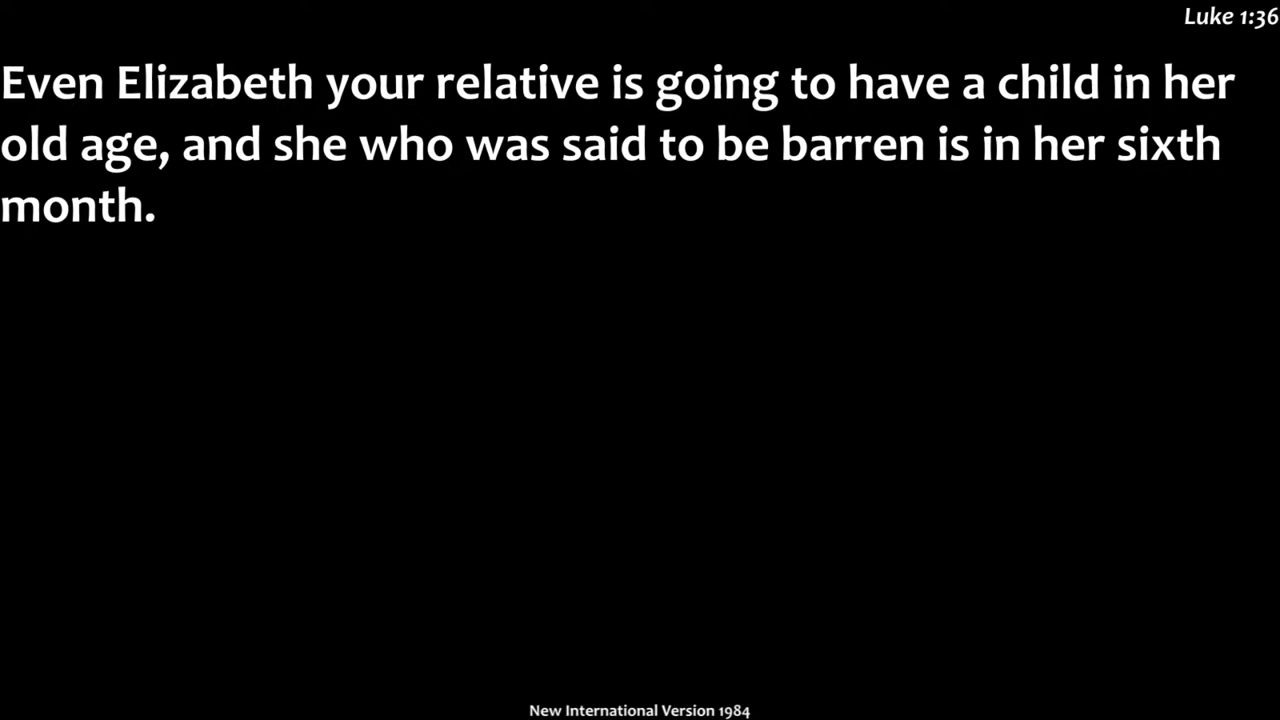 Luke 1:36
Even Elizabeth your relative is going to have a child in her
old age, and she who was said to be barren is in her sixth
month.
New International Version 1984